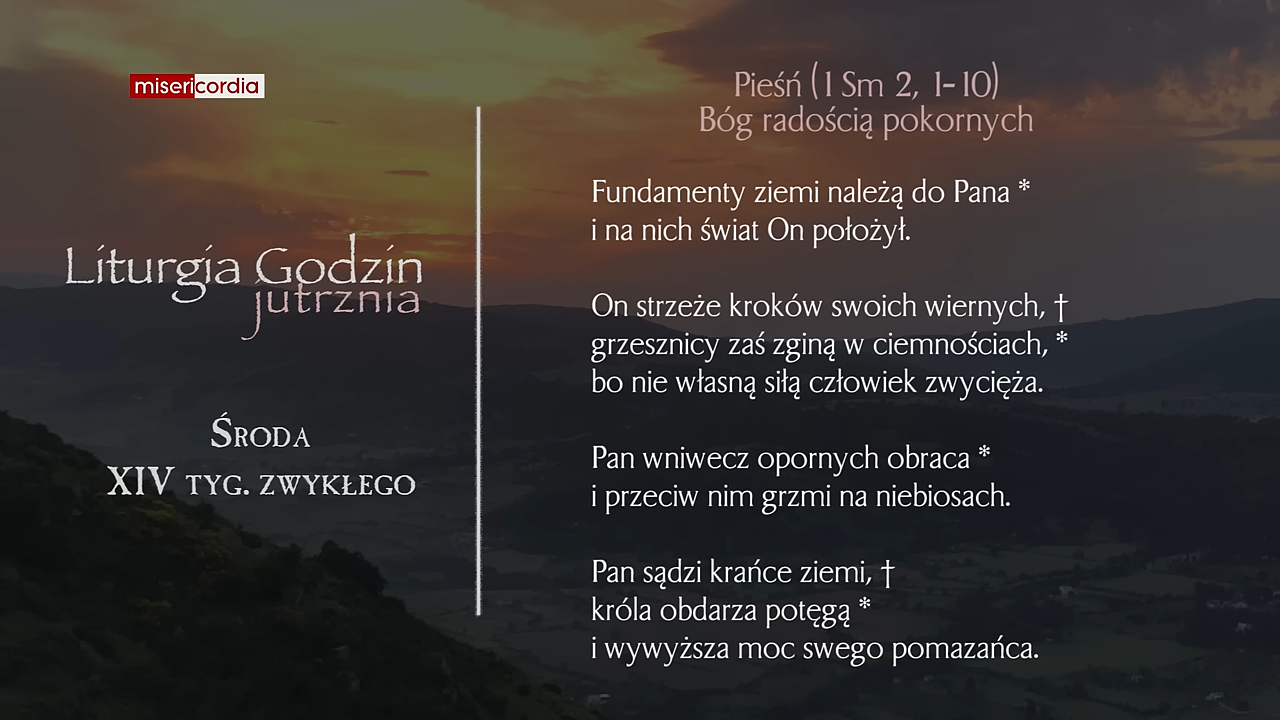 misericordia
Liturgia Godzin
jutrznia
Środa
XIV tyg. zwykłego
Pieśń (1 Sm 2, 1-10)
Bóg radością pokornych
Fundamenty ziemi należą do Pana *
i na nich świat On położył.
On strzeże kroków swoich wiernych, †
grzesznicy zaś zginą w ciemnościach, *
bo nie własną siłą człowiek zwycięża.
Pan wniwecz opornych obraca *
i przeciw nim grzmi na niebiosach.
Pan sądzi krańce ziemi, †
króla obdarza potęgą *
i wywyższa moc swego pomazańca.